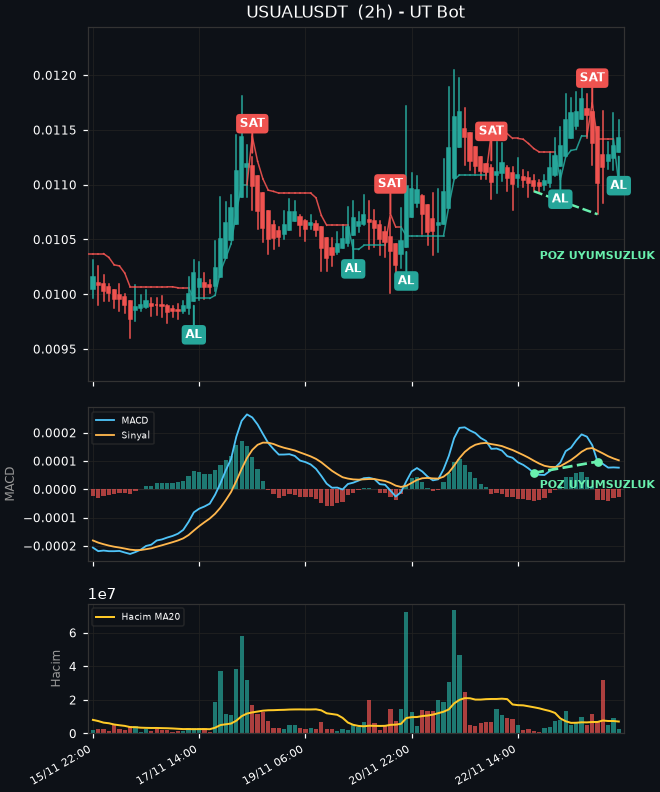 USUALUSDT (2h) - UT Bot
0.0120
0.0115
0.0110
0.0105
0.0100
0.0095
SAT
SAT
SAT
SAT
AL
AL
AL
AL
AL
POZ UYUMSUZLUK
MACD
0.0002
0.0001
0.0000
−0.0001
−0.0002
MACD
Sinyal
POZ UYUMSUZLUK
1e7
Hacim
6
4
2
0
Hacim MA20
15/11 22:00
17/11 14:00
19/11 06:00
20/11 22:00
22/11 14:00